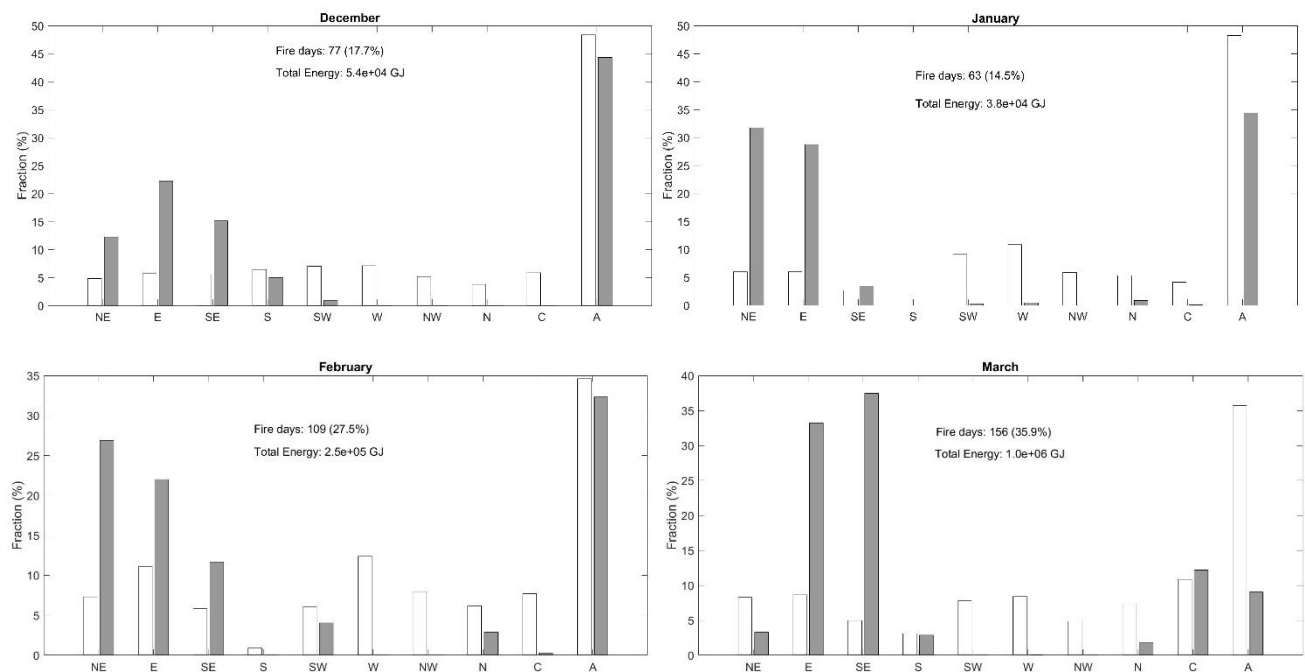 December
Fire days: 77 (17.7%)
Total Energy: 5.4e+04 GJ
Fraction (%)
50
45
40
35
30
25
20
15
10
5
0
NE E SE S SW W NW N C A
January
Fire days: 63 (14.5%)
Total Energy: 3.8e+04 GJ
Fraction (%)
50
45
40
35
30
25
20
15
10
5
0
NE E SE S SW W NW N C A
February
Fire days: 109 (27.5%)
Total Energy: 2.5e+05 GJ
Fraction (%)
35
30
25
20
15
10
5
0
NE E SE S SW W NW N C A
March
Fire days: 156 (35.9%)
Total Energy: 1.0e+06 GJ
Fraction (%)
40
35
30
25
20
15
10
5
0
NE E SE S SW W NW N C A